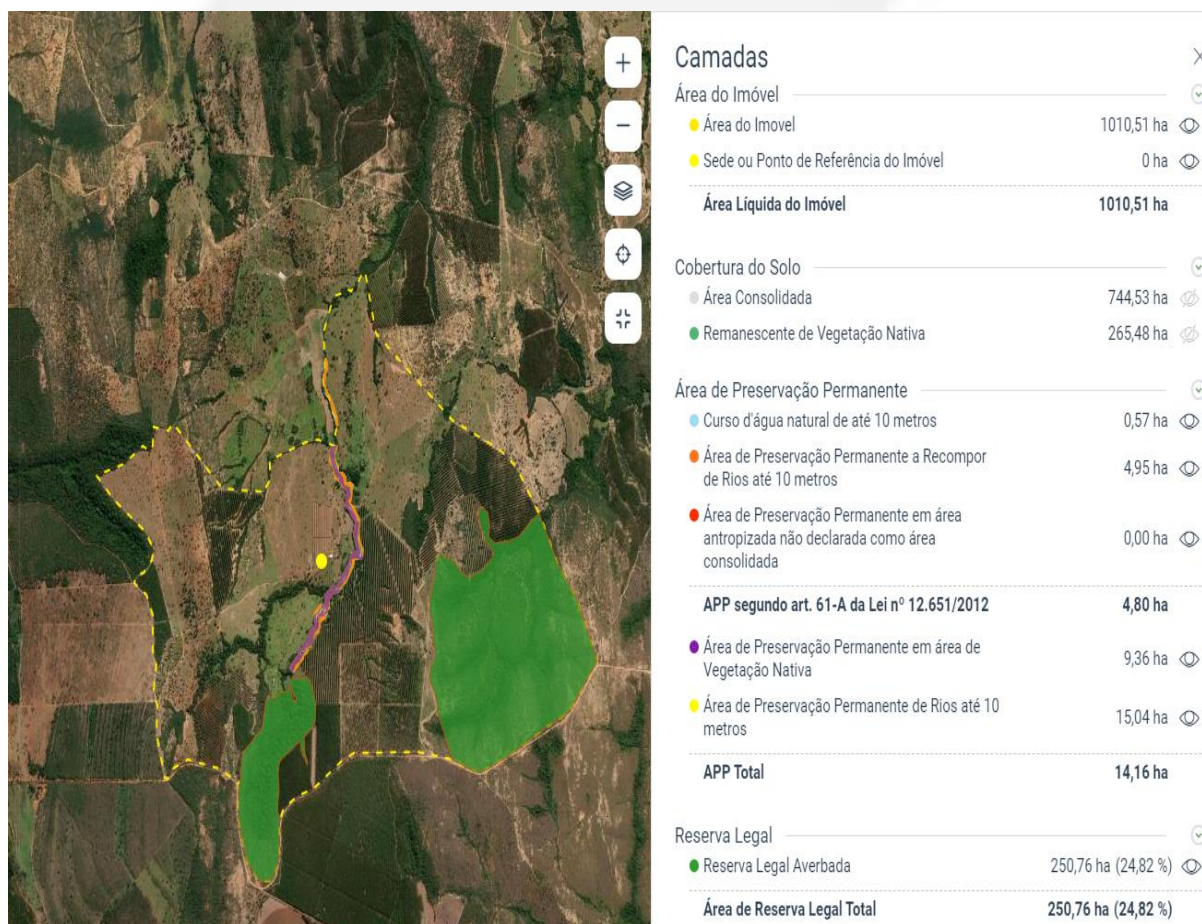 Camadas
Área do Imóvel
Área do Imovel 1010,51 ha
Sede ou Ponto de Referência do Imóvel 0 ha
Área Líquida do Imóvel 1010,51 ha
Cobertura do Solo
Área Consolidada 744,53 ha
Remanescente de Vegetação Nativa 265,48 ha
Área de Preservação Permanente
Curso d'água natural de até 10 metros 0,57 ha
Área de Preservação Permanente a Recompor
de Rios até 10 metros 4,95 ha
Área de Preservação Permanente em área
antropizada não declarada como área 0,00 ha
consolidada
APP segundo art. 61-A da Lei nº 12.651/2012 4,80 ha
Área de Preservação Permanente em área de
Vegetação Nativa 9,36 ha
Área de Preservação Permanente de Rios até 10
metros 15,04 ha
APP Total 14,16 ha
Reserva Legal
Reserva Legal Averbada 250,76 ha (24,82 %)
Área de Reserva Legal Total 250,76 ha (24,82 %)